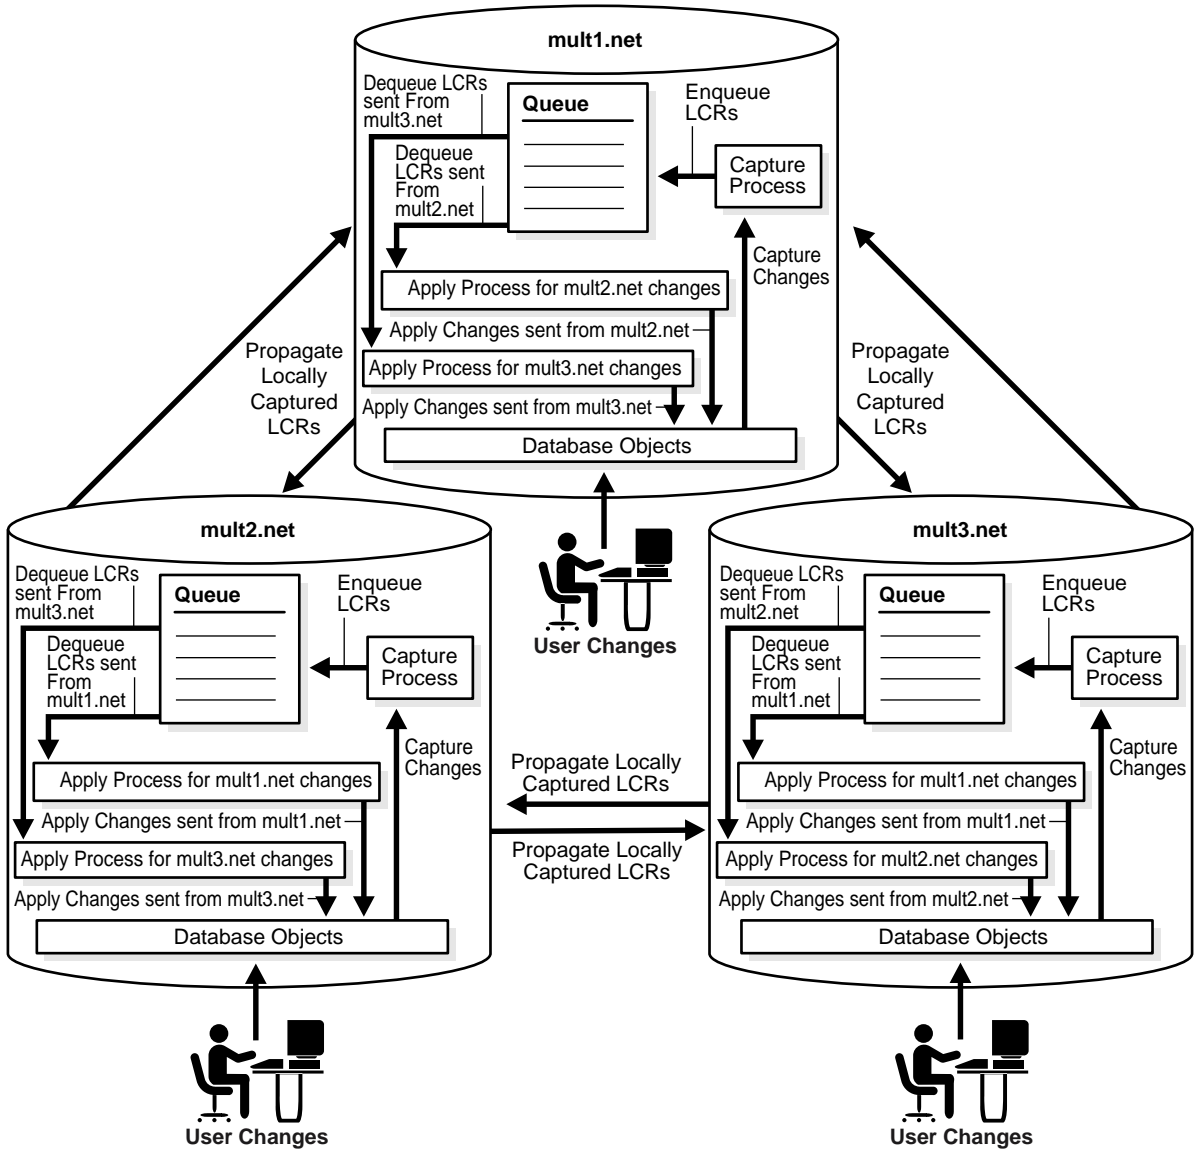 mult1.net
Dequeue LCRs
sent From
mult3.net
Queue
Enqueue
LCRs
Dequeue
LCRs sent
From
mult2.net
Capture
Process
Capture
Changes
Apply Process for mult2.net changes
Apply Changes sent from mult2.net
Apply Process for mult3.net changes
Apply Changes sent from mult3.net
Database Objects
Propagate
Locally
Captured
LCRs
Propagate
Locally
Captured
LCRs
User Changes
mult2.net
Dequeue LCRs
sent From
mult3.net
Queue
Enqueue
LCRs
Dequeue
LCRs sent
From
mult1.net
Capture
Process
Capture
Changes
Apply Process for mult1.net changes
Apply Changes sent from mult1.net
Apply Process for mult3.net changes
Apply Changes sent from mult3.net
Database Objects
User Changes
Propagate Locally
Captured LCRs
Propagate Locally
Captured LCRs
mult3.net
Dequeue LCRs
sent From
mult2.net
Queue
Enqueue
LCRs
Dequeue
LCRs sent
From
mult1.net
Capture
Process
Capture
Changes
Apply Process for mult1.net changes
Apply Changes sent from mult1.net
Apply Process for mult2.net changes
Apply Changes sent from mult2.net
Database Objects
User Changes